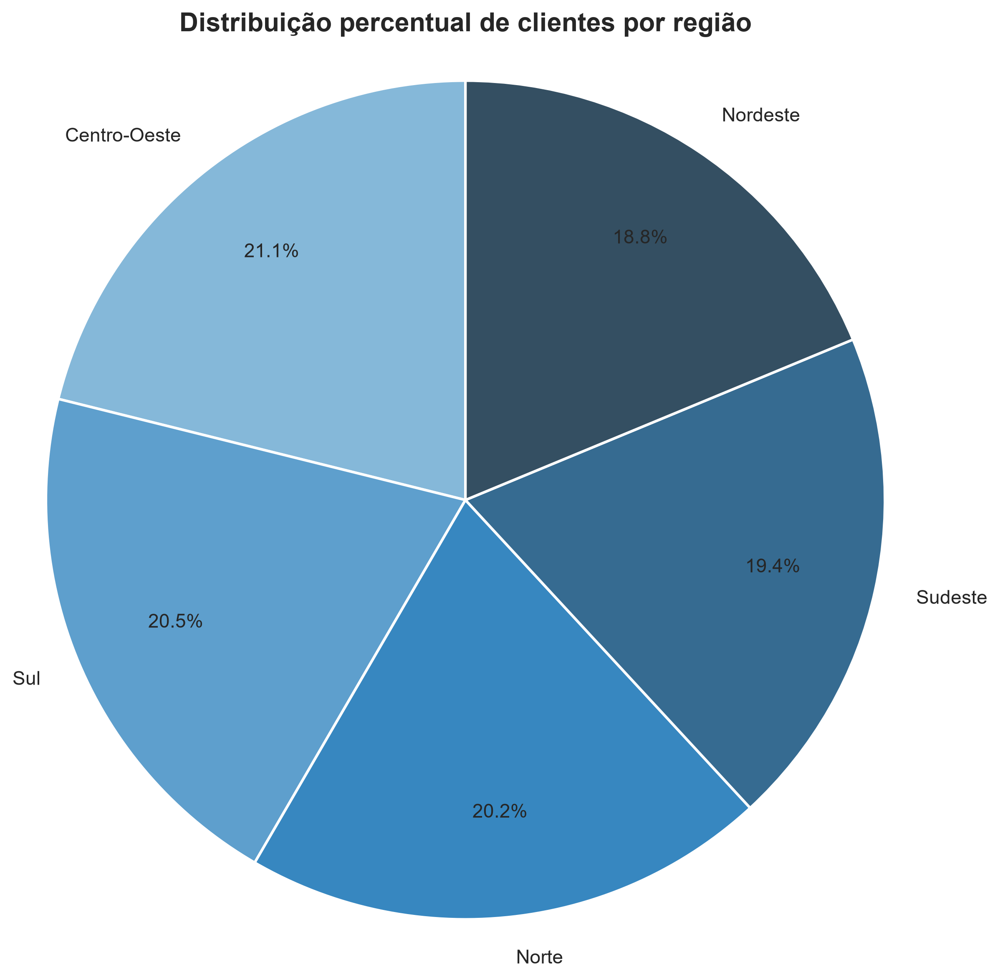 Distribuição percentual de clientes por região
Nordeste
Centro-Oeste
18.8%
21.1%
19.4%
Sudeste
20.5%
Sul
20.2%
Norte